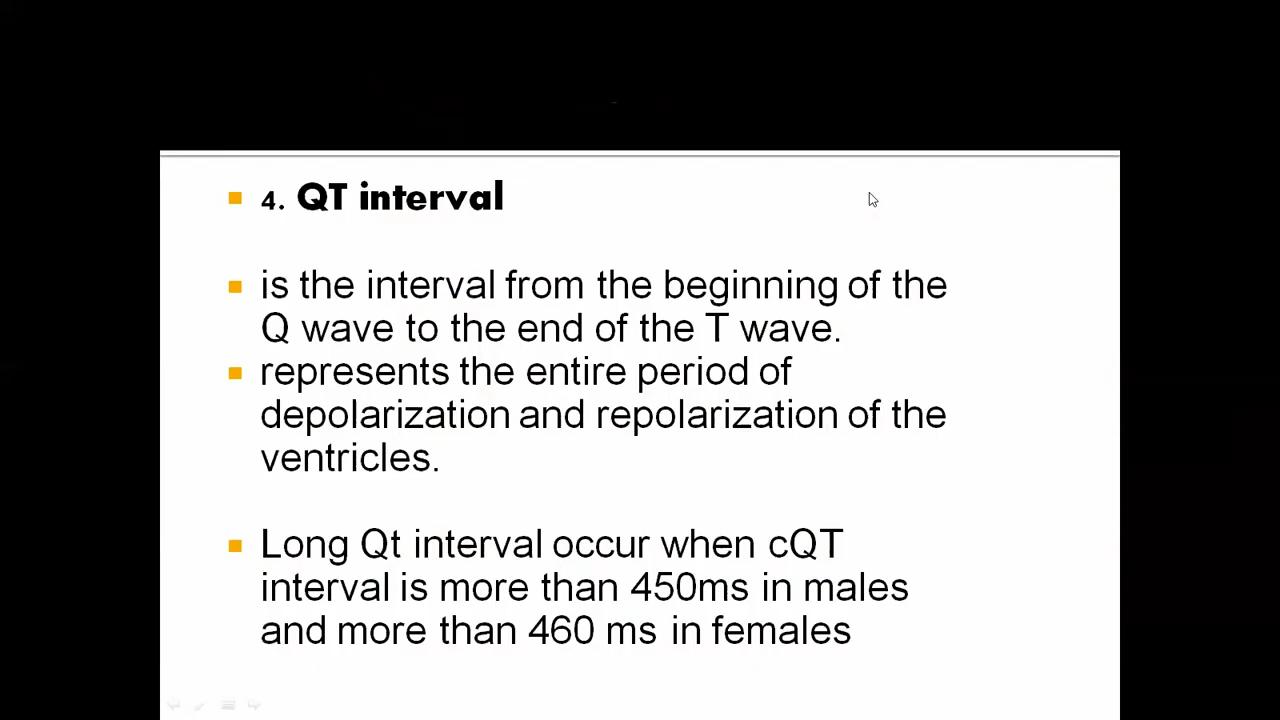 4. QT interval
is the interval from the beginning of the
Q wave to the end of the T wave.
represents the entire period of
depolarization and repolarization of the
ventricles.
Long Qt interval occur when cQT
interval is more than 450ms in males
and more than 460 ms in females